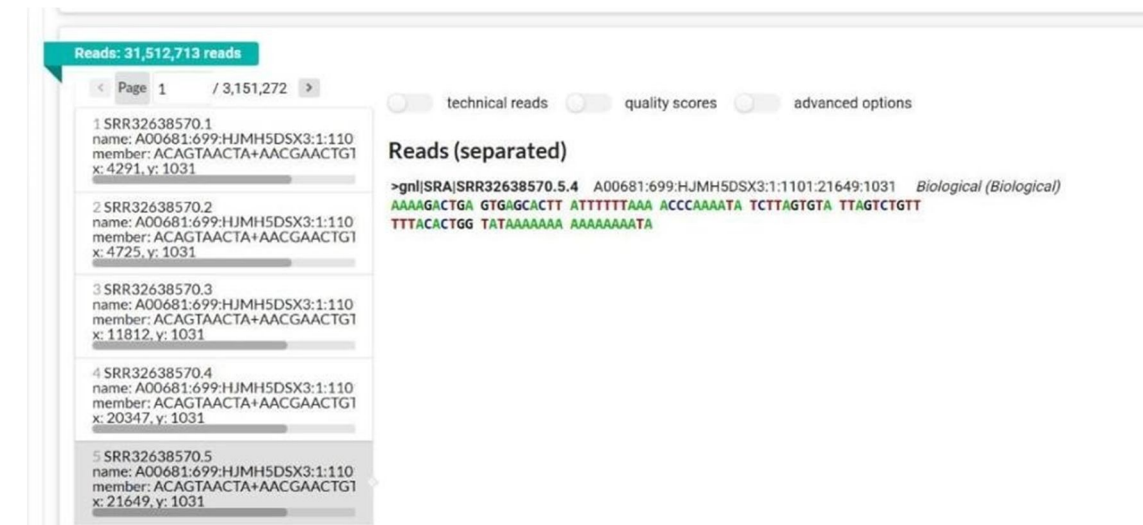 Reads: 31,512,713 reads
< Page 1 / 3,151,272 >
technical reads quality scores advanced options
1 SRR32638570.1
name: A00681:699:HJMH5DSX3:1:110
member: ACAGTAACTA+AACGAACTGT
x: 4291, y: 1031
2 SRR32638570.2
name: A00681:699:HJMH5DSX3:1:110
member: ACAGTAACTA+AACGAACTGT
x: 4725, y: 1031
3 SRR32638570.3
name: A00681:699:HJMH5DSX3:1:110
member: ACAGTAACTA+AACGAACTGT
x: 11812, y: 1031
4 SRR32638570.4
name: A00681:699:HJMH5DSX3:1:110
member: ACAGTAACTA+AACGAACTGT
x: 20347, y: 1031
5 SRR32638570.5
name: A00681:699:HJMH5DSX3:1:110
member: ACAGTAACTA+AACGAACTGT
x: 21649, y: 1031
Reads (separated)
>gnl|SRA|SRR32638570.5.4 A00681:699:HJMH5DSX3:1:1101:21649:1031 Biological (Biological)
AAAAGACTGA GTGAGCACTT ATTTTTTAAA ACCCAAAATA TCTTAGTGTA TTAGTCTGTT
TTTACACTGG TATAAAAAAA AAAAAAAATA